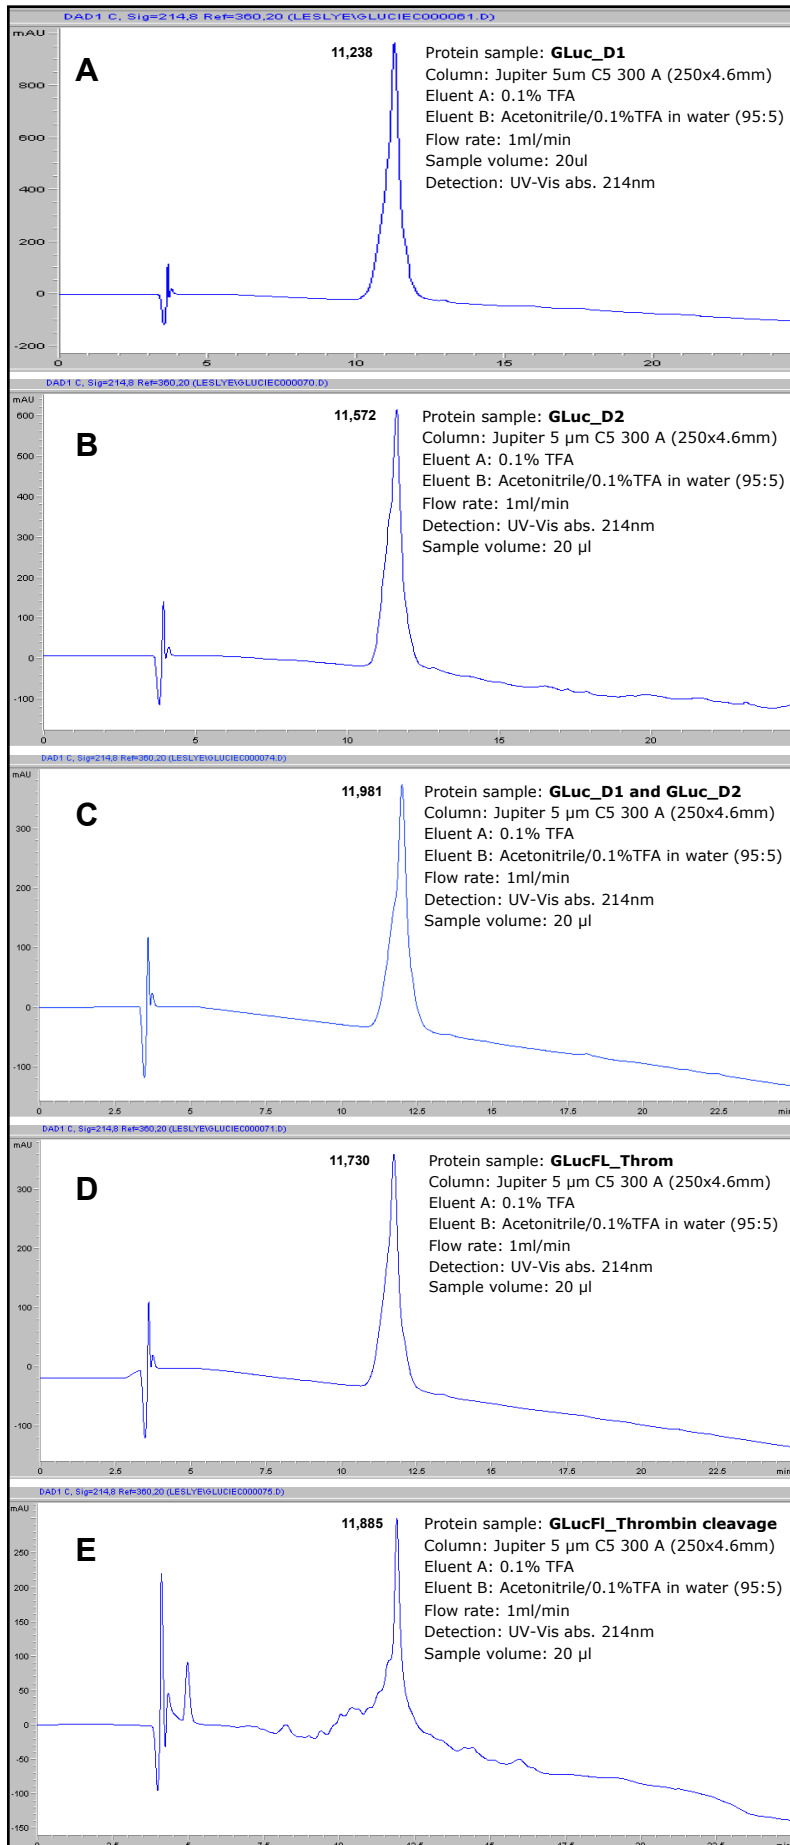 DAD1 C, Sig=214,8 Ref=360,20 (LESLYE\GLUCIEC000061.D)
mAU
A
11,238
Protein sample: GLuc_D1
Column: Jupiter 5um C5 300 A (250x4.6mm)
Eluent A: 0.1% TFA
Eluent B: Acetonitrile/0.1%TFA in water (95:5)
Flow rate: 1ml/min
Sample volume: 20ul
Detection: UV-Vis abs. 214nm
800
600
400
200
0
-200
0 5 10 15 20
DAD1 C, Sig=214,8 Ref=360,20 (LESLYE\GLUCIEC000070.D)
mAU
B
11,572
Protein sample: GLuc_D2
Column: Jupiter 5 µm C5 300 A (250x4.6mm)
Eluent A: 0.1% TFA
Eluent B: Acetonitrile/0.1%TFA in water (95:5)
Flow rate: 1ml/min
Detection: UV-Vis abs. 214nm
Sample volume: 20 µl
600
500
400
300
200
100
0
-100
0 5 10 15 20
DAD1 C, Sig=214,8 Ref=360,20 (LESLYE\GLUCIEC000074.D)
mAU
C
11,981
Protein sample: GLuc_D1 and GLuc_D2
Column: Jupiter 5 µm C5 300 A (250x4.6mm)
Eluent A: 0.1% TFA
Eluent B: Acetonitrile/0.1%TFA in water (95:5)
Flow rate: 1ml/min
Detection: UV-Vis abs. 214nm
Sample volume: 20 µl
300
200
100
0
-100
0 2.5 5 7.5 10 12.5 15 17.5 20 22.5 min
DAD1 C, Sig=214,8 Ref=360,20 (LESLYE\GLUCIEC000071.D)
mAU
D
11,730
Protein sample: GLucFL_Throm
Column: Jupiter 5 µm C5 300 A (250x4.6mm)
Eluent A: 0.1% TFA
Eluent B: Acetonitrile/0.1%TFA in water (95:5)
Flow rate: 1ml/min
Detection: UV-Vis abs. 214nm
Sample volume: 20 µl
300
200
100
0
-100
0 2.5 5 7.5 10 12.5 15 17.5 20 22.5 min
DAD1 C, Sig=214,8 Ref=360,20 (LESLYE\GLUCIEC000075.D)
mAU
E
11,885
Protein sample: GLucFl_Thrombin cleavage
Column: Jupiter 5 µm C5 300 A (250x4.6mm)
Eluent A: 0.1% TFA
Eluent B: Acetonitrile/0.1%TFA in water (95:5)
Flow rate: 1ml/min
Detection: UV-Vis abs. 214nm
Sample volume: 20 µl
250
200
150
100
50
0
-50
-100
-150